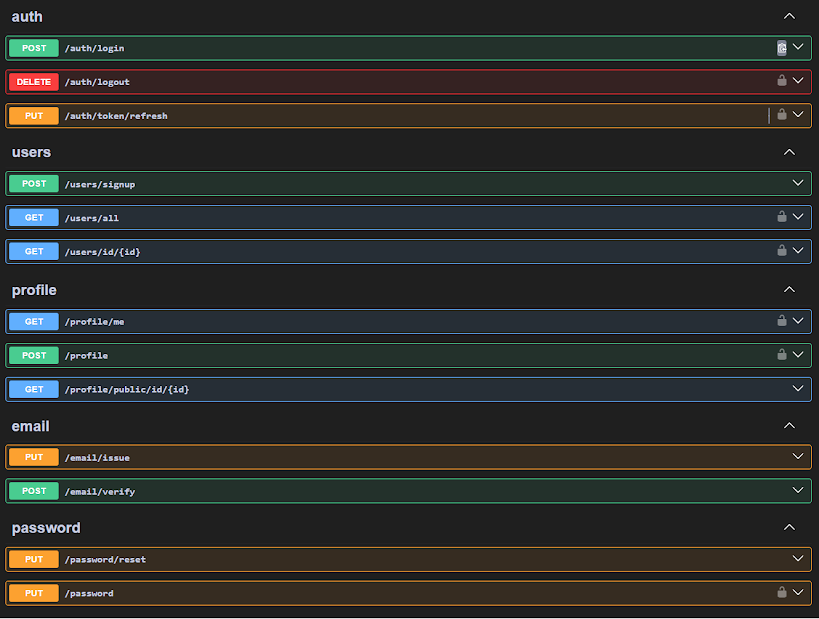 auth
POST /auth/login
DELETE /auth/logout
PUT /auth/token/refresh
users
POST /users/signup
GET /users/all
GET /users/id/{id}
profile
GET /profile/me
POST /profile
GET /profile/public/id/{id}
email
PUT /email/issue
POST /email/verify
password
PUT /password/reset
PUT /password